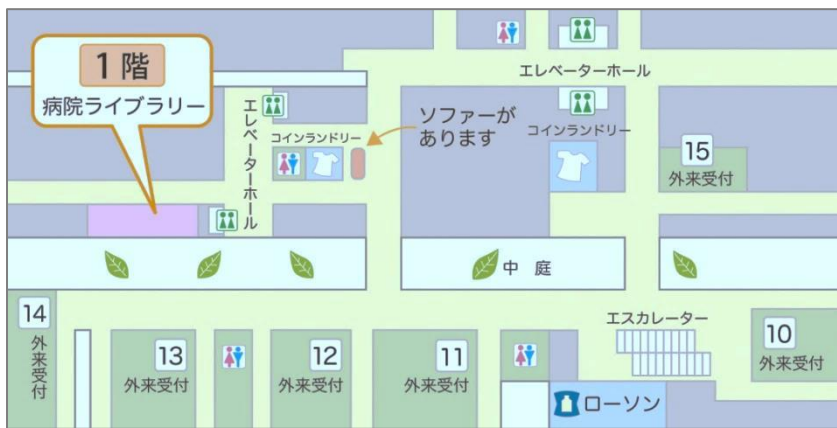 1階
病院ライブラリー
エレベーターホール
コインランドリー
ソファーが
あります
エレベーターホール
コインランドリー
15
外来受付
中庭
14
外来受付
13
外来受付
12
外来受付
11
外来受付
エスカレーター
10
外来受付
ローソン